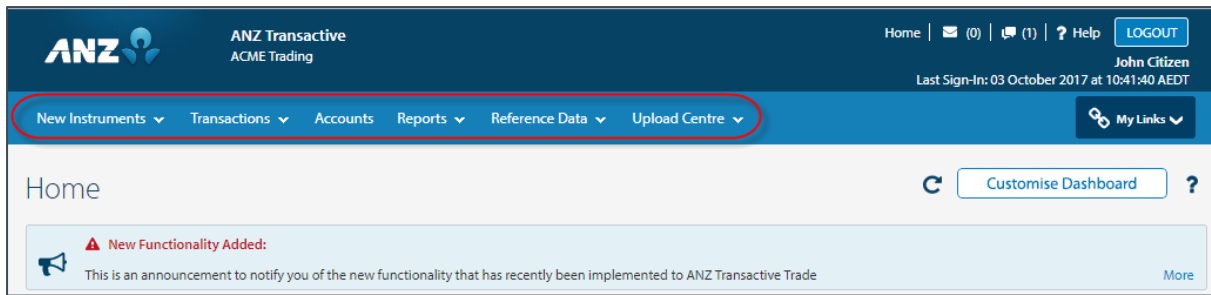 ANZ
ANZ Transactive
ACME Trading
Home | (0) | (1) | ? Help LOGOUT
John Citizen
Last Sign-In: 03 October 2017 at 10:41:40 AEDT
New Instruments Transactions Accounts Reports Reference Data Upload Centre My Links
Home Customise Dashboard ?
New Functionality Added:
This is an announcement to notify you of the new functionality that has recently been implemented to ANZ Transactive Trade More